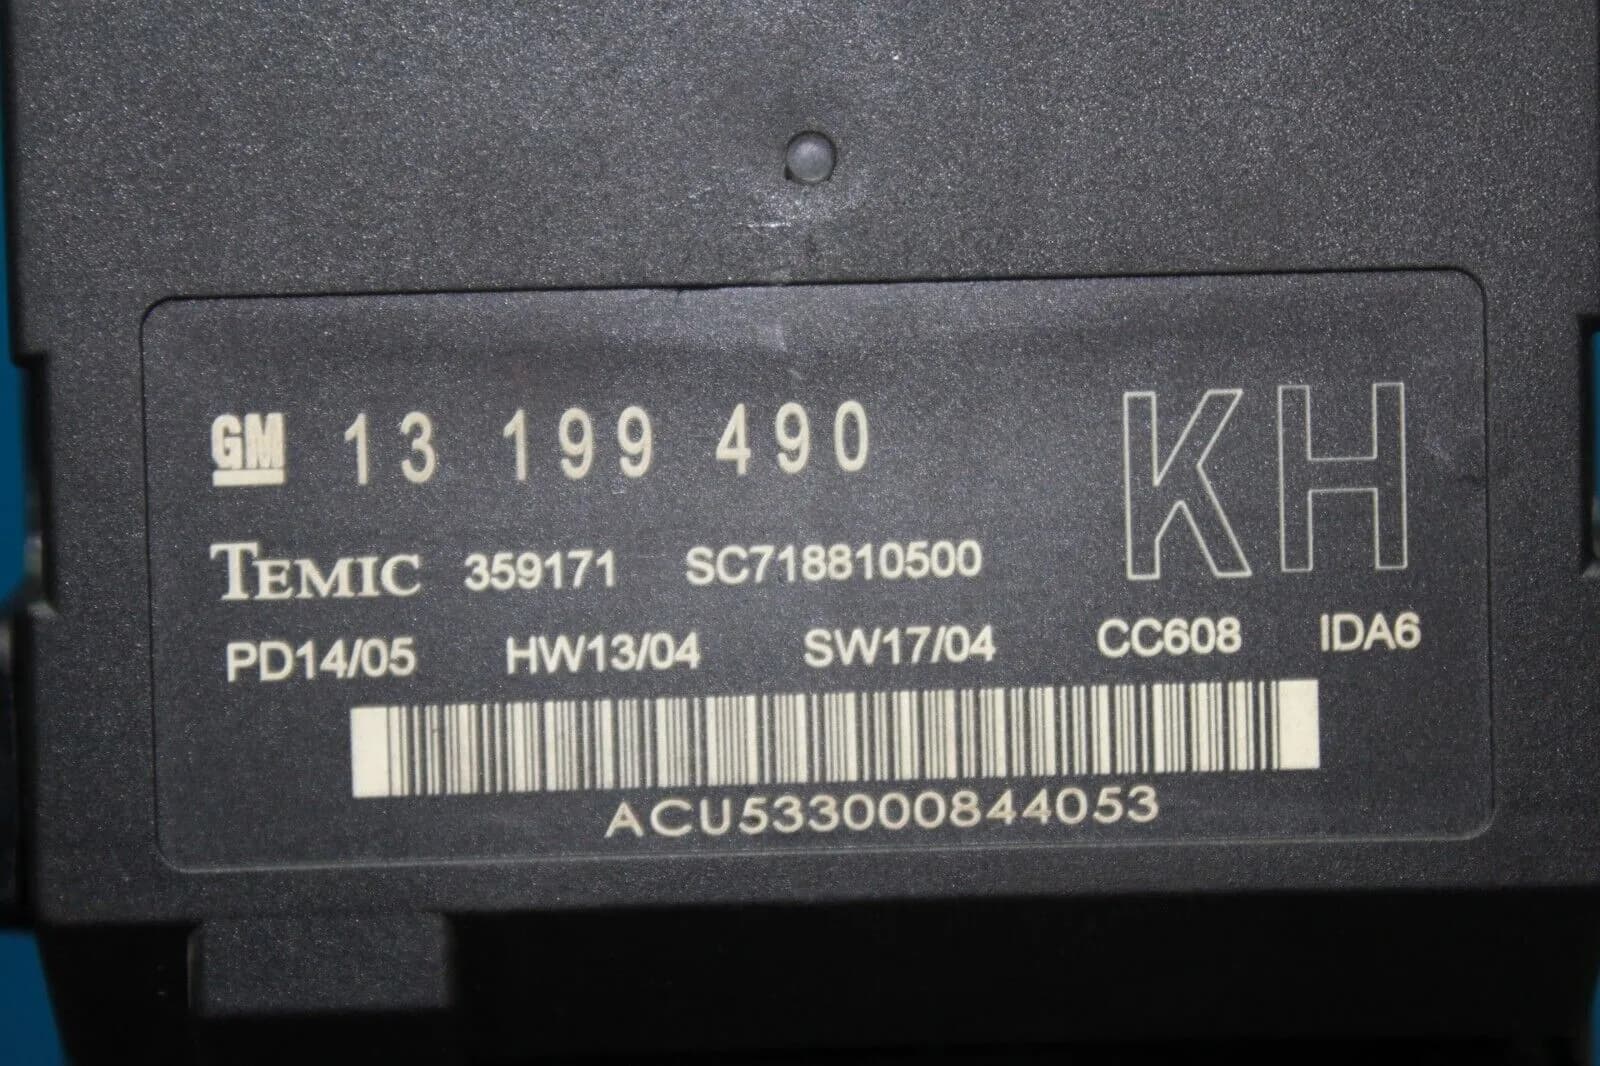 GM 13 199 490 KH
TEMIC 359171 SC718810500
PD14/05 HW13/04 SW17/04 CC608 IDA6
ACU533000844053